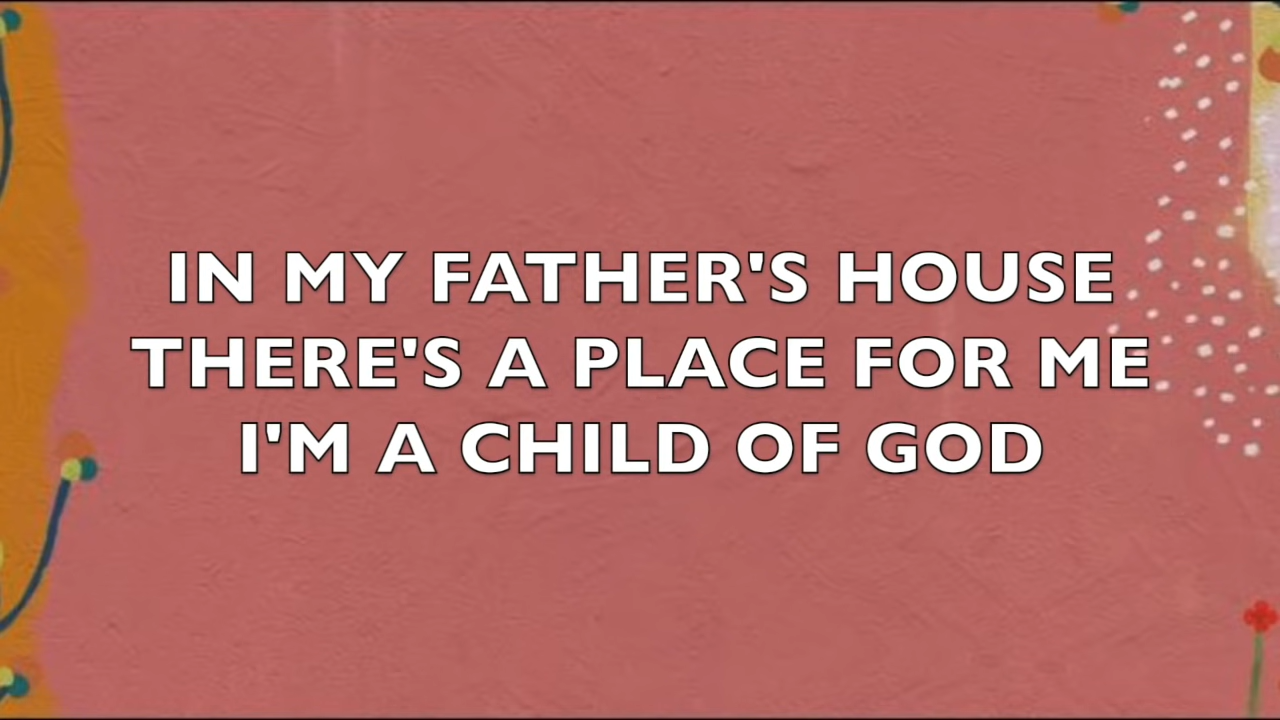 IN MY FATHER'S HOUSE
THERE'S A PLACE FOR ME
I'M A CHILD OF GOD